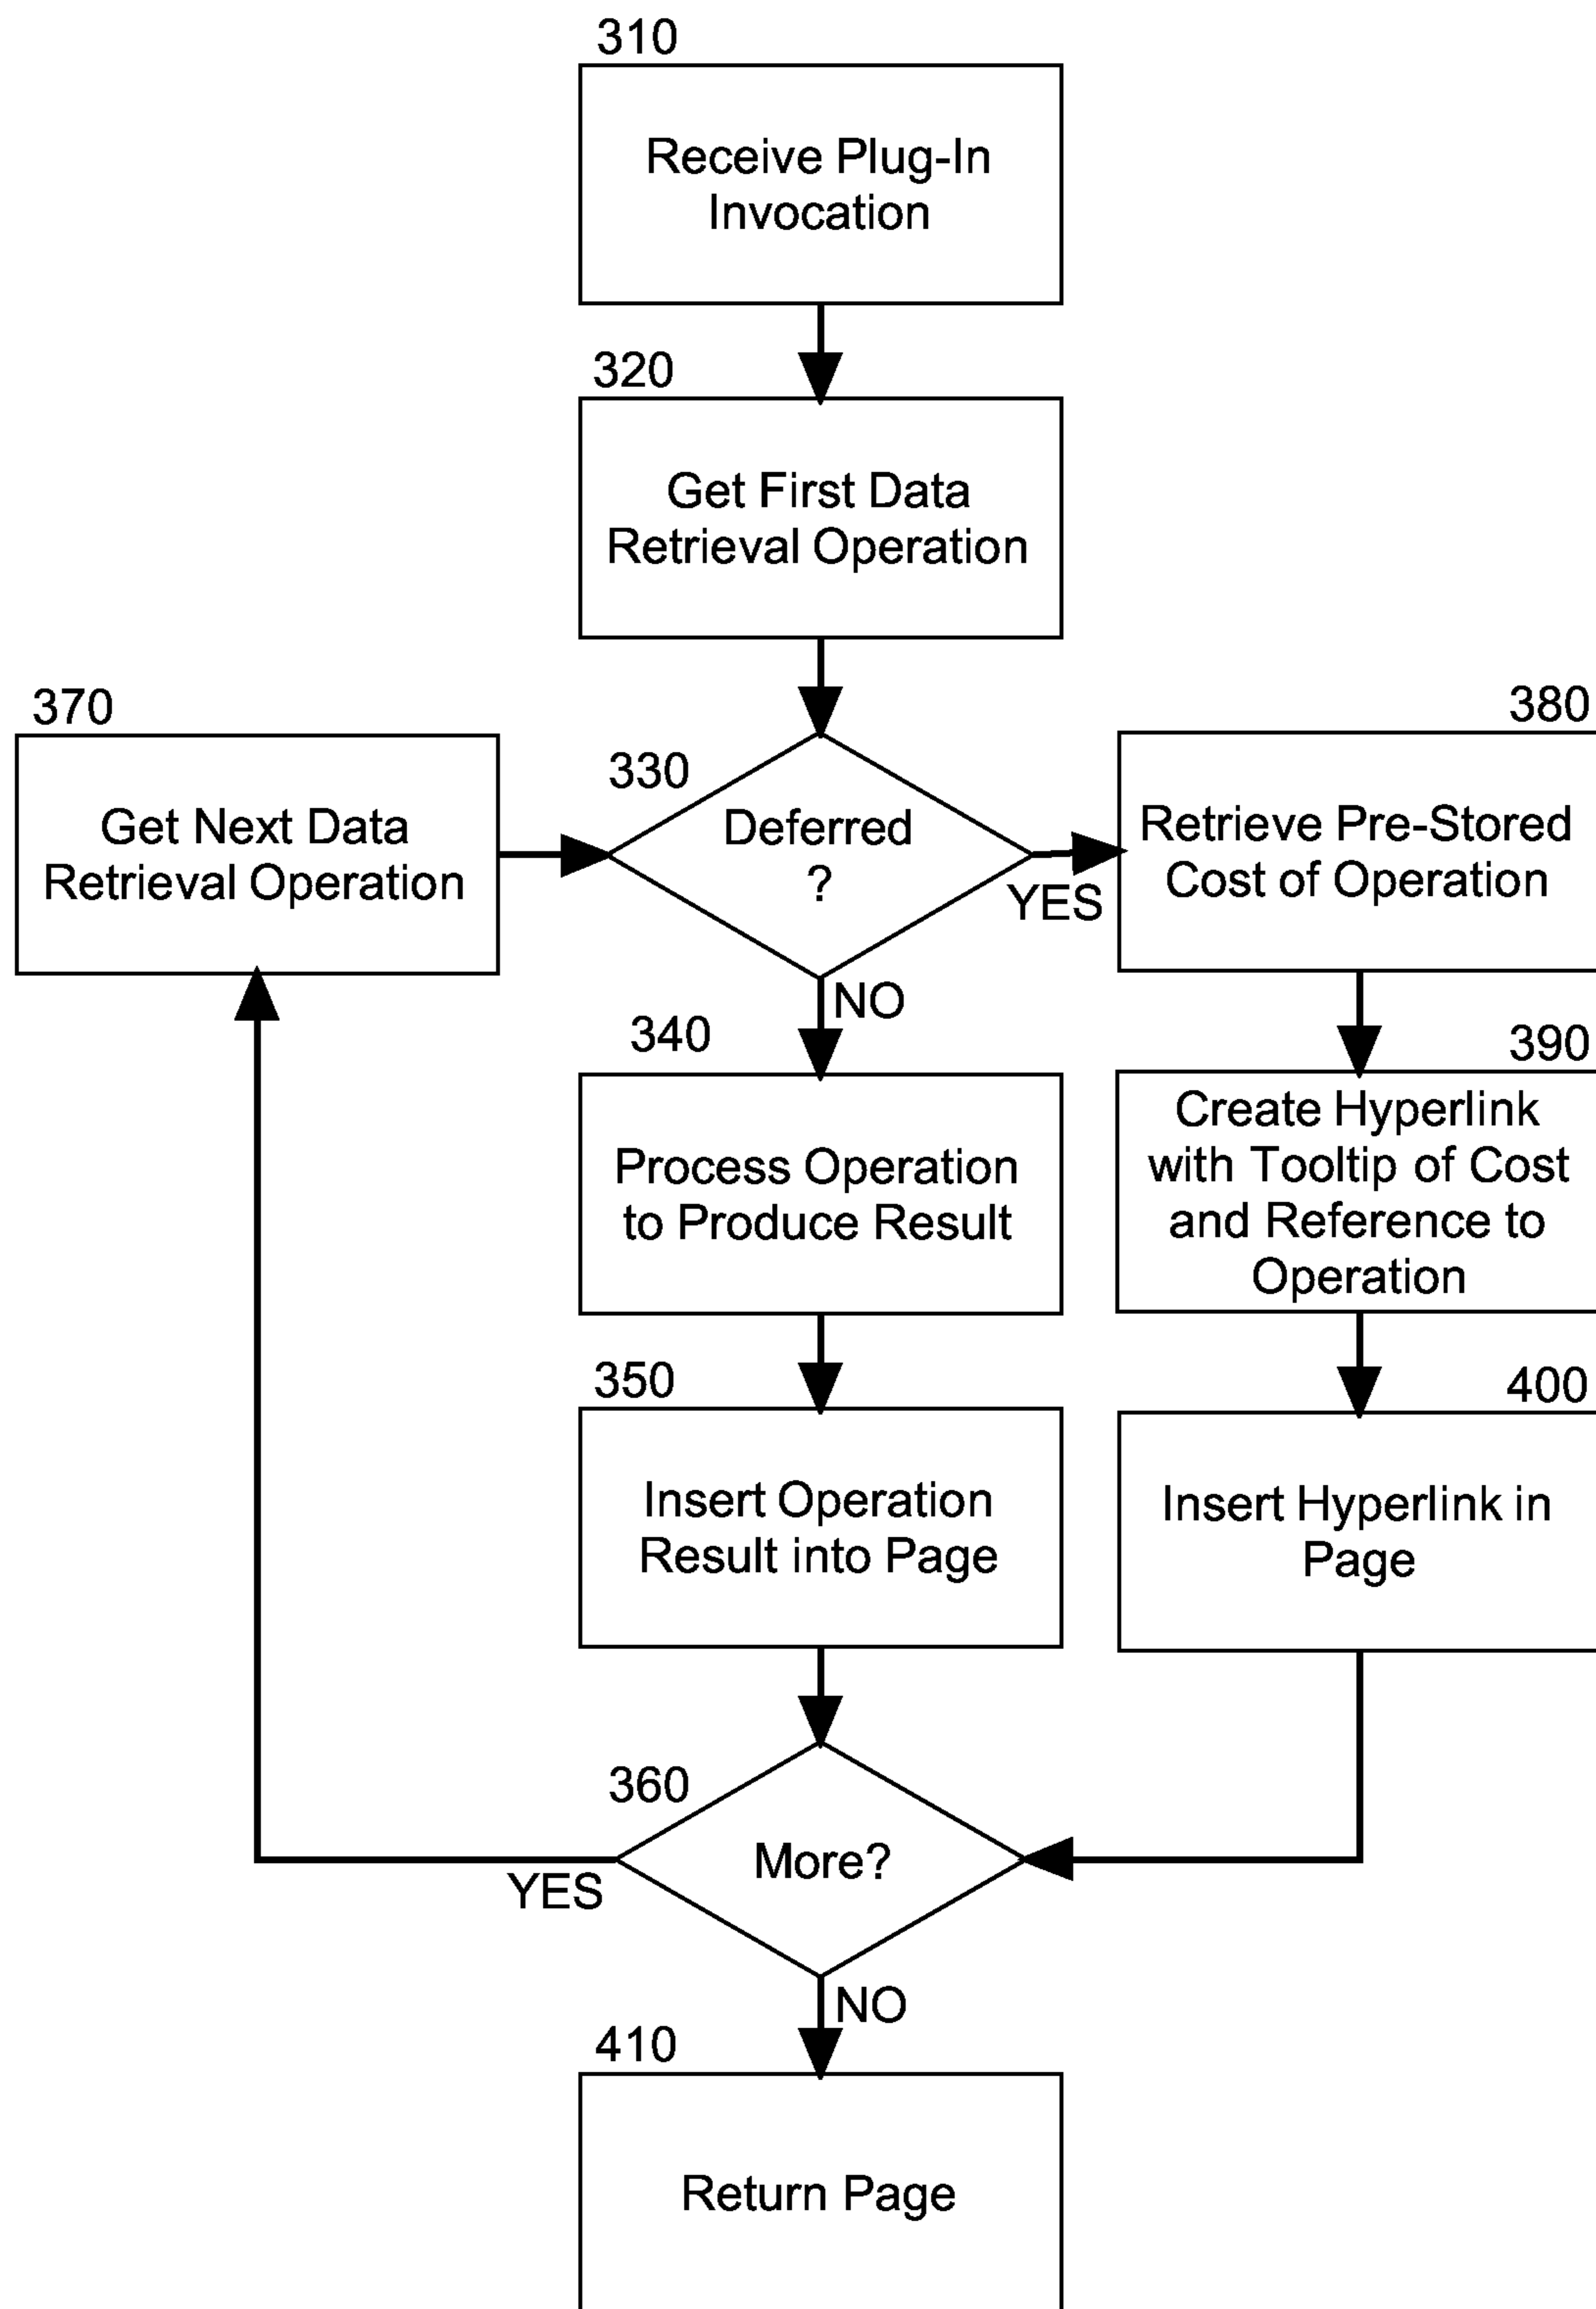 310
Receive Plug-In
Invocation
320
Get First Data
Retrieval Operation
370
Get Next Data
Retrieval Operation
330
Deferred
?
YES
NO
380
Retrieve Pre-Stored
Cost of Operation
340
Process Operation
to Produce Result
390
Create Hyperlink
with Tooltip of Cost
and Reference to
Operation
350
Insert Operation
Result into Page
400
Insert Hyperlink in
Page
360
More?
YES
NO
410
Return Page